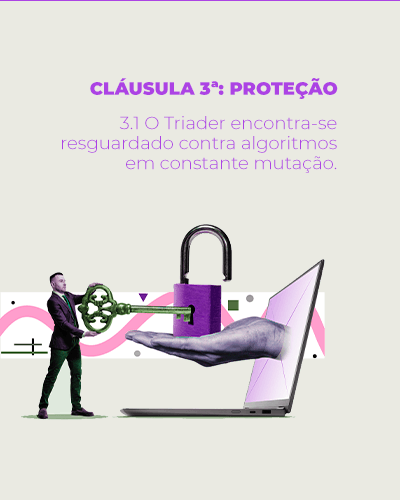 CLÁUSULA 3ª: PROTEÇÃO
3.1 O Triader encontra-se
resguardado contra algoritmos
em constante mutação.